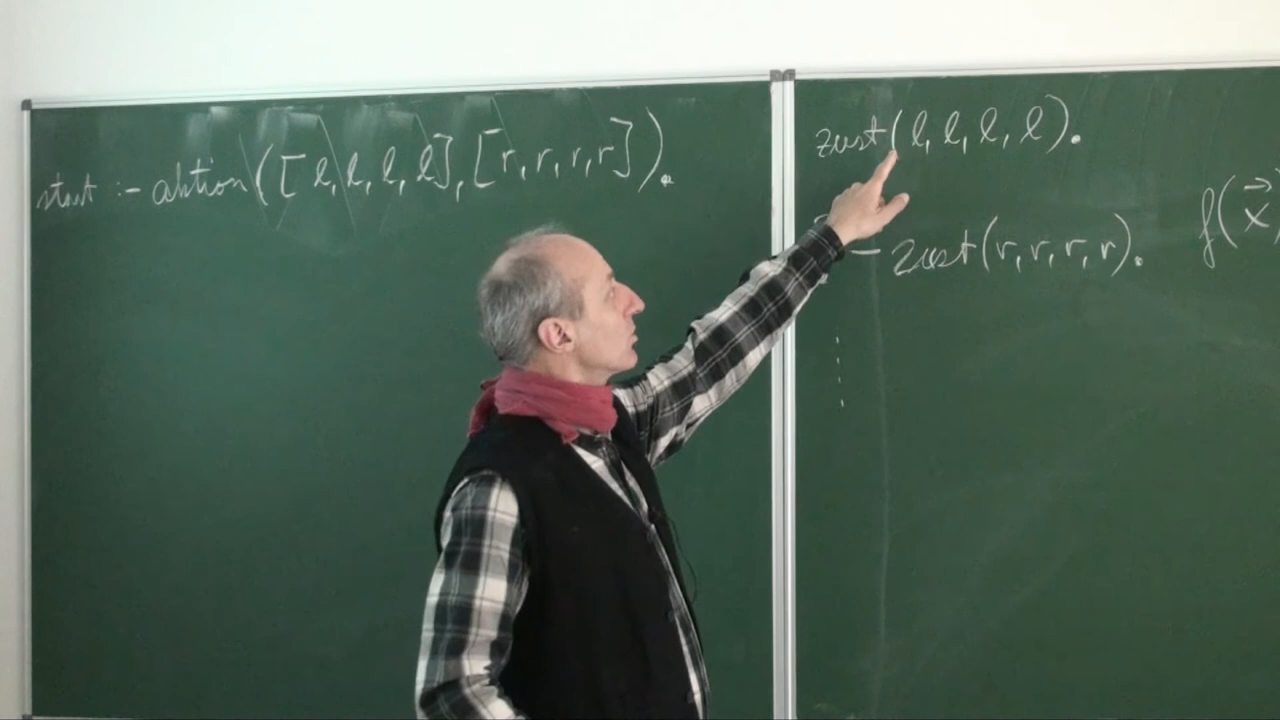 start :- aktion([l,l,l,l],[r,r,r,r]).
zust(l,l,l,l).
- zust(r,r,r,r).
f(x⃗)